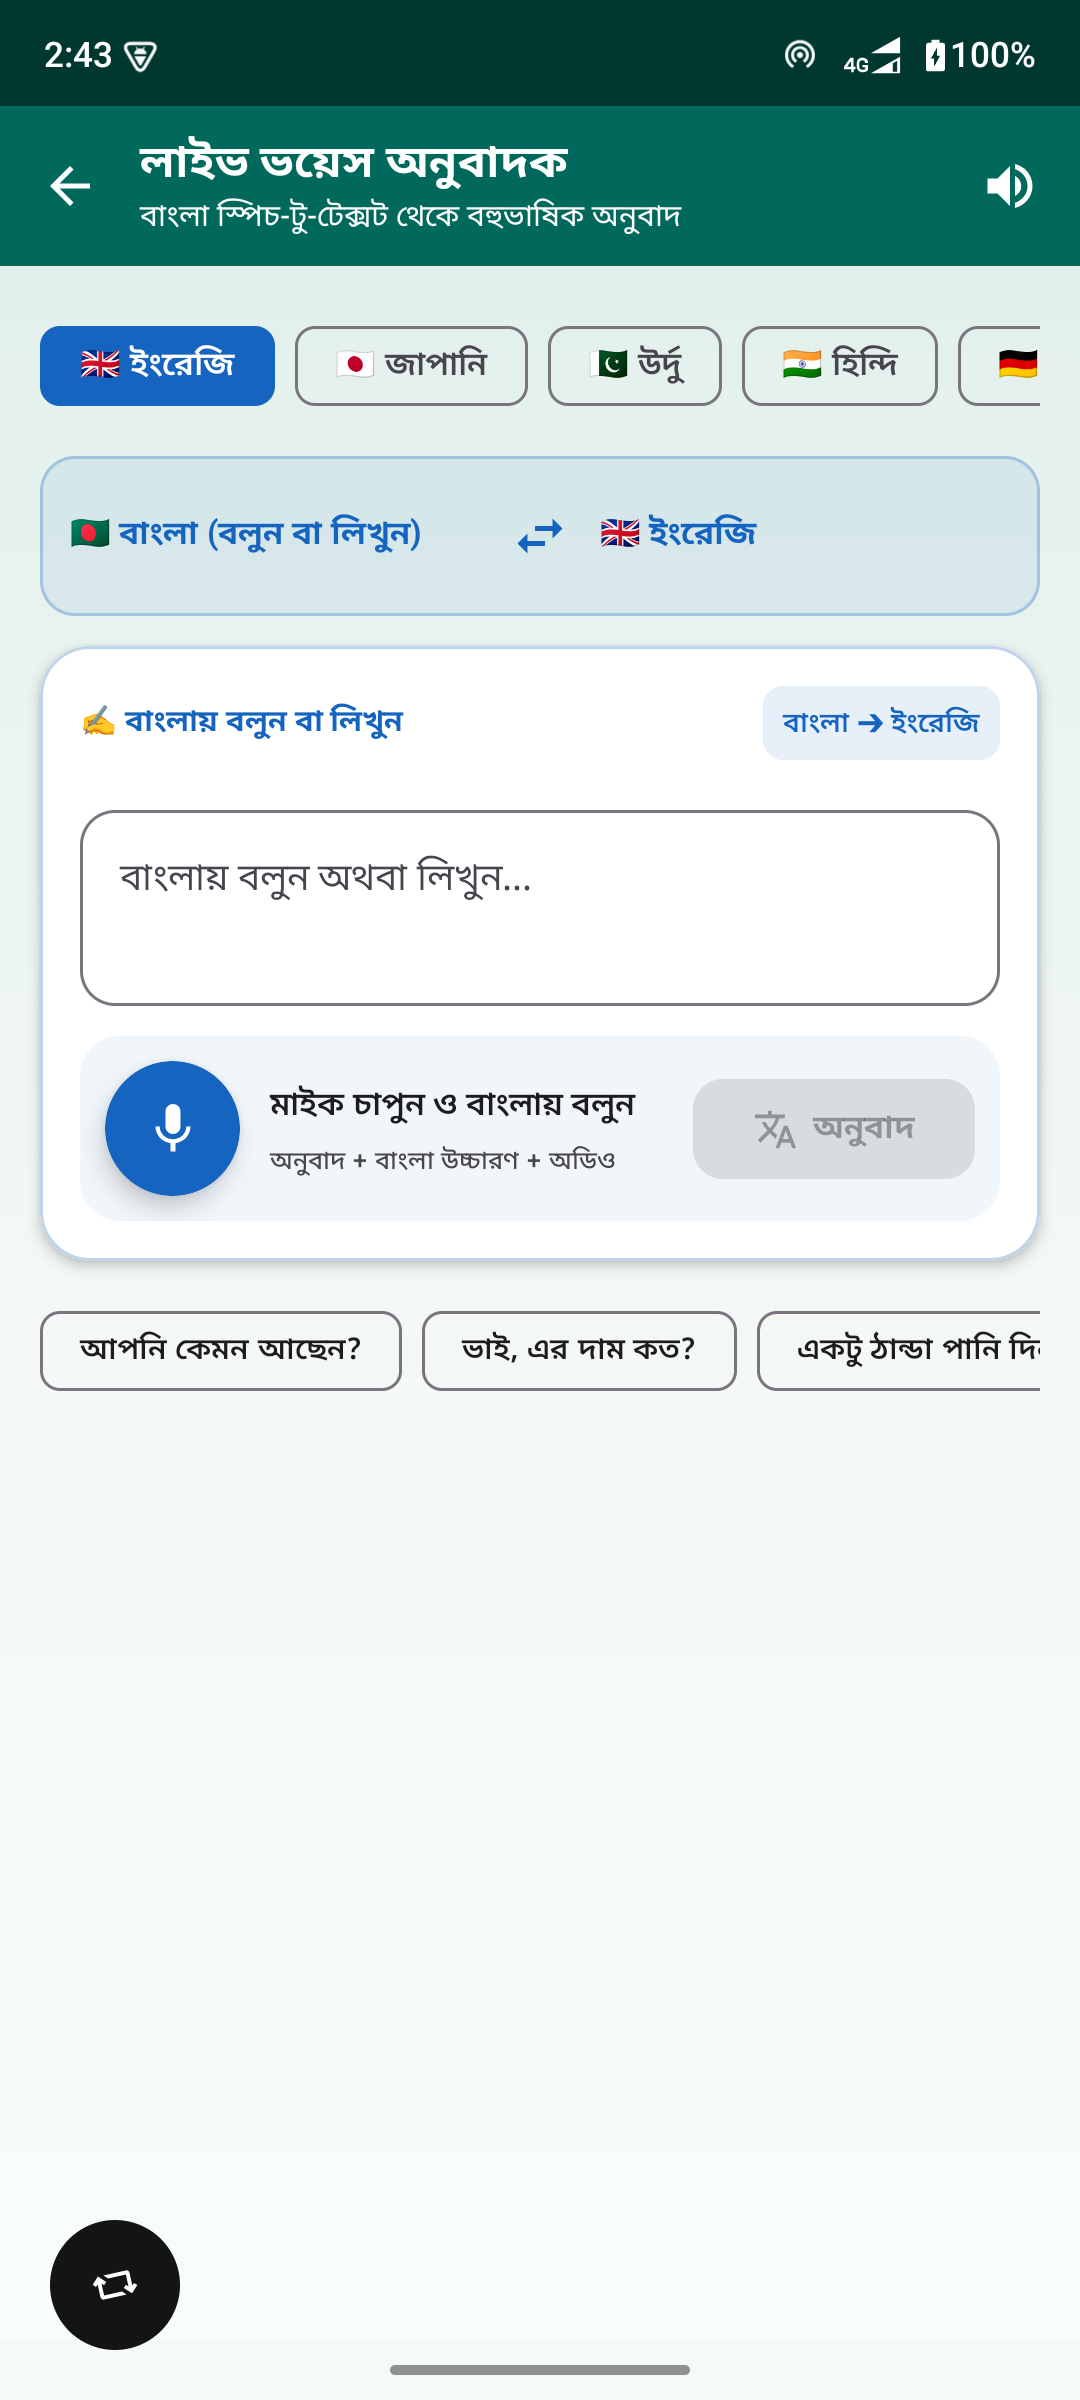 2:43
4G 100%
লাইভ ভয়েস অনুবাদক
বাংলা স্পিচ-টু-টেক্সট থেকে বহুভাষিক অনুবাদ
ইংরেজি জাপানি উর্দু হিন্দি
বাংলা (বলুন বা লিখুন) ইংরেজি
✍️ বাংলায় বলুন বা লিখুন
বাংলা ➔ ইংরেজি
বাংলায় বলুন অথবা লিখুন...
মাইক চাপুন ও বাংলায় বলুন
অনুবাদ + বাংলা উচ্চারণ + অডিও
অনুবাদ
আপনি কেমন আছেন? ভাই, এর দাম কত? একটু ঠান্ডা পানি